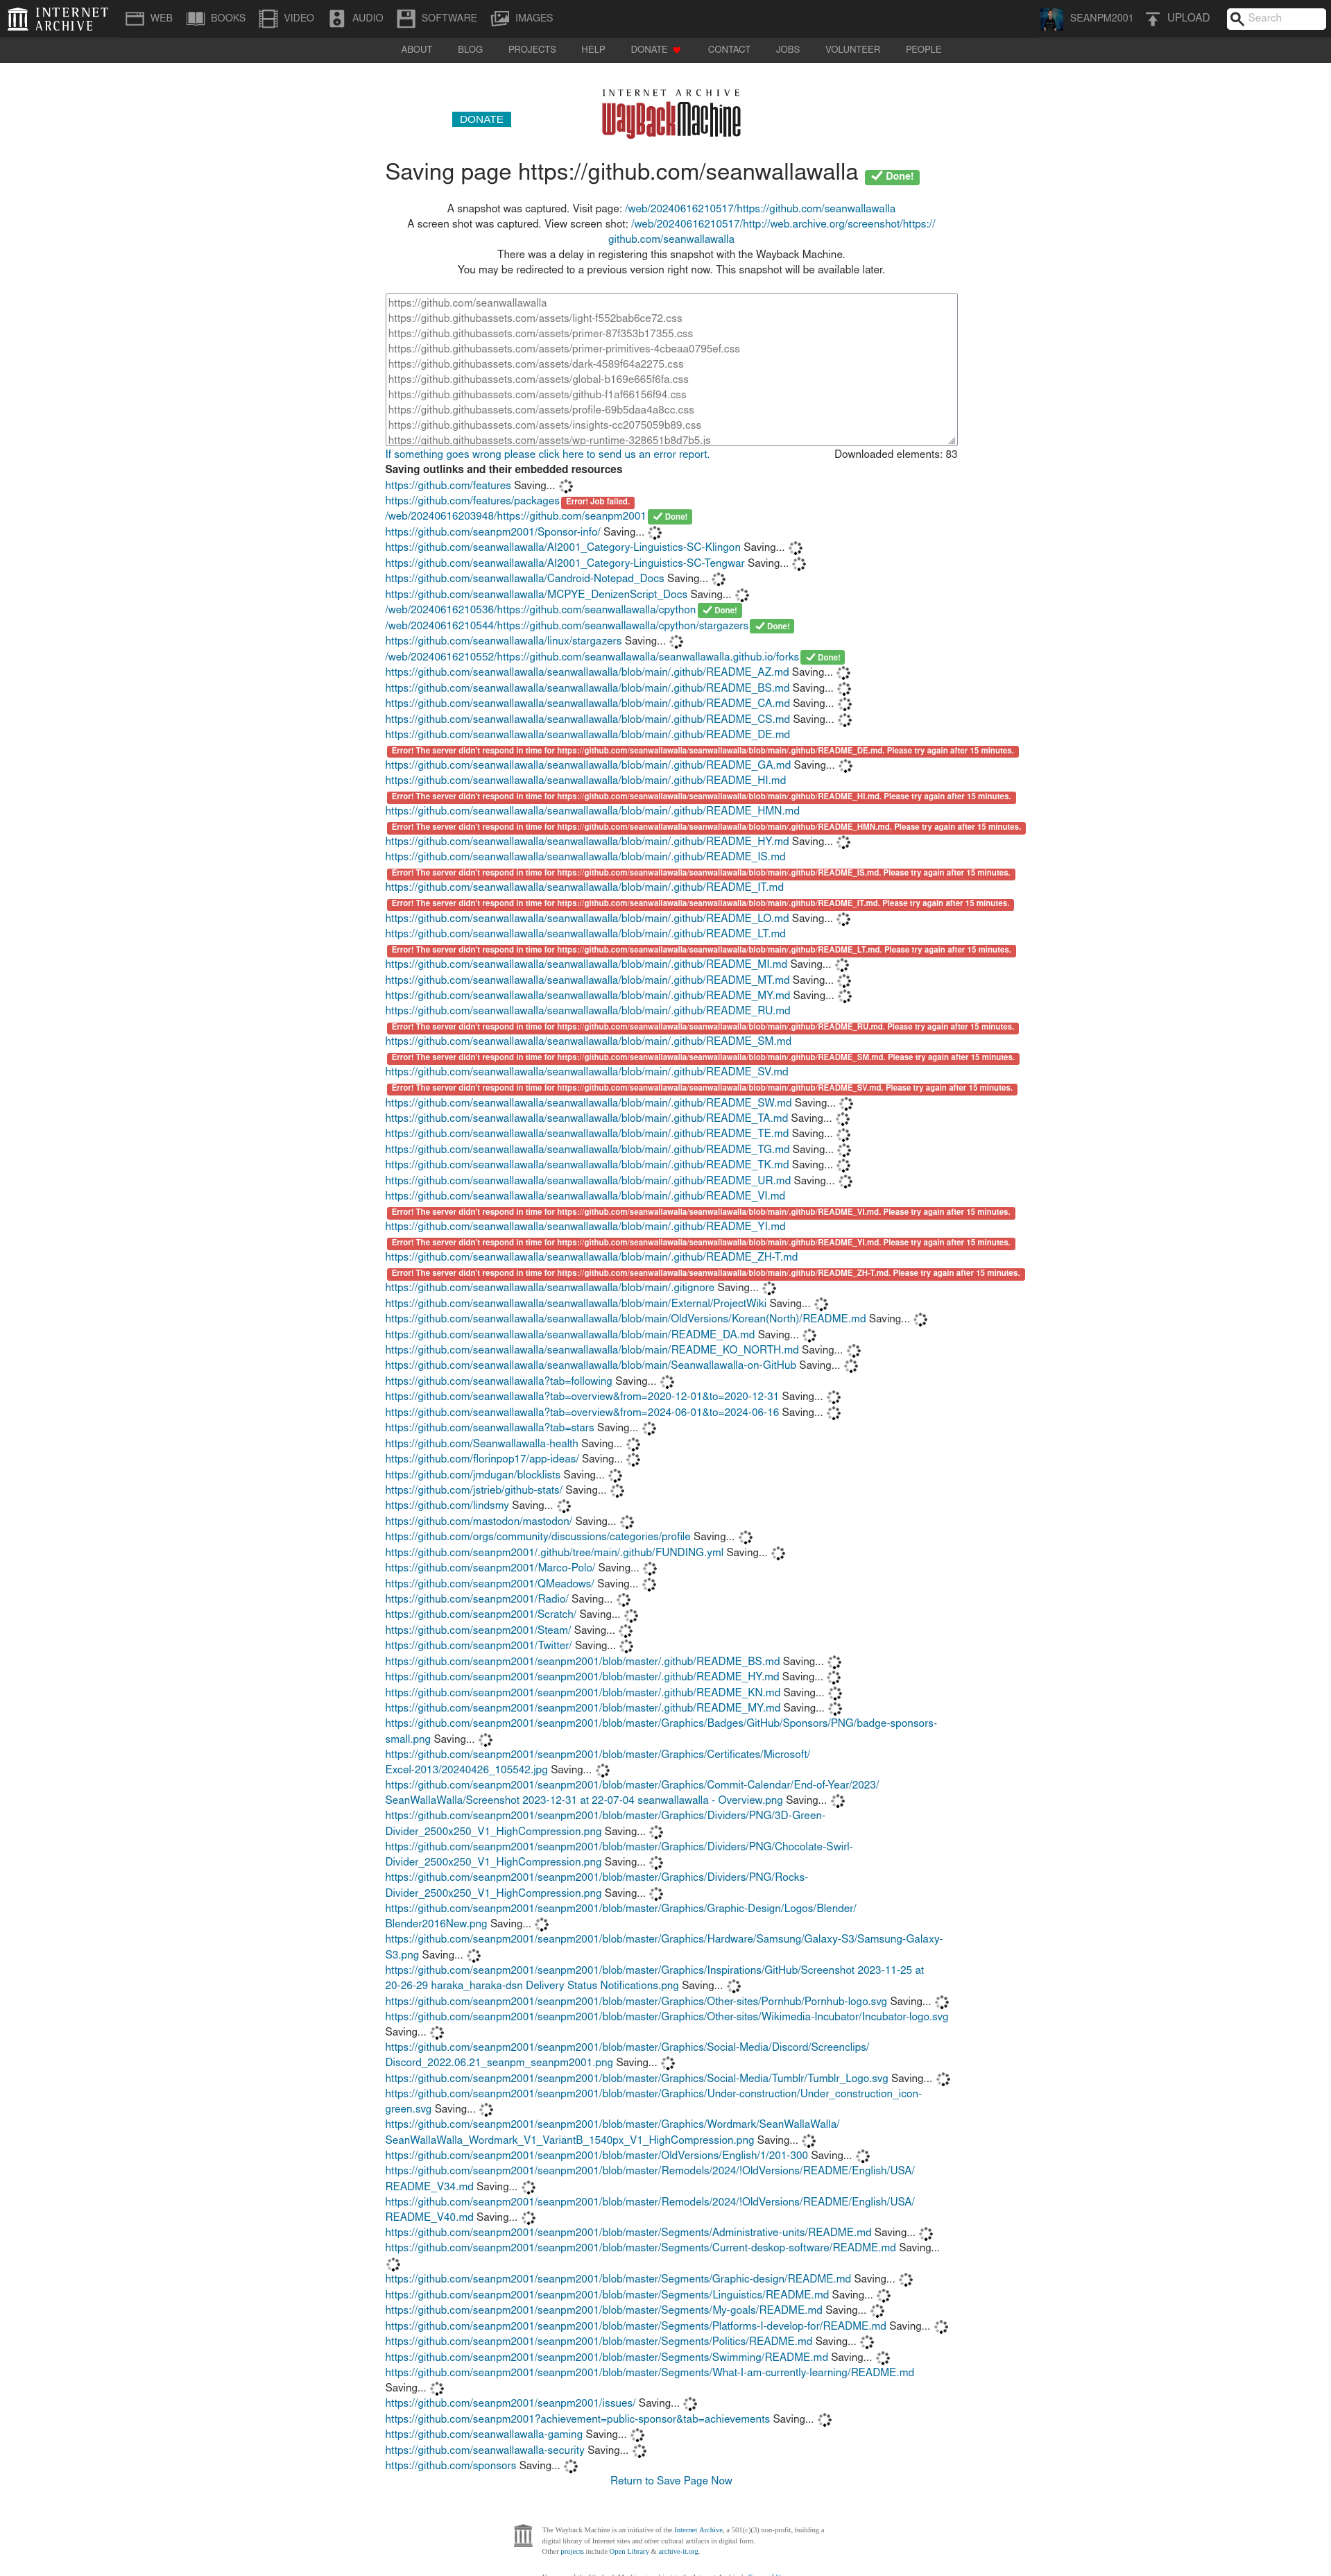 INTERNET ARCHIVE
WEB
BOOKS
VIDEO
AUDIO
SOFTWARE
IMAGES
SEANPM2001
UPLOAD
Search
ABOUT
BLOG
PROJECTS
HELP
DONATE
CONTACT
JOBS
VOLUNTEER
PEOPLE
DONATE
INTERNET ARCHIVE
WayBackMachine
Saving page https://github.com/seanwallawalla Done!
A snapshot was captured. Visit page: /web/20240616210517/https://github.com/seanwallawalla
A screen shot was captured. View screen shot: /web/20240616210517/http://web.archive.org/screenshot/https://
github.com/seanwallawalla
There was a delay in registering this snapshot with the Wayback Machine.
You may be redirected to a previous version right now. This snapshot will be available later.
https://github.com/seanwallawalla
https://github.githubassets.com/assets/light-f552bab6ce72.css
https://github.githubassets.com/assets/primer-87f353b17355.css
https://github.githubassets.com/assets/primer-primitives-4cbeaa0795ef.css
https://github.githubassets.com/assets/dark-4589f64a2275.css
https://github.githubassets.com/assets/global-b169e665f6fa.css
https://github.githubassets.com/assets/github-f1af66156f94.css
https://github.githubassets.com/assets/profile-69b5daa4a8cc.css
https://github.githubassets.com/assets/insights-cc2075059b89.css
https://github.githubassets.com/assets/wp-runtime-328651b8d7b5.js
If something goes wrong please click here to send us an error report.
Downloaded elements: 83
Saving outlinks and their embedded resources
https://github.com/features Saving...
https://github.com/features/packages Error! Job failed.
/web/20240616203948/https://github.com/seanpm2001 Done!
https://github.com/seanpm2001/Sponsor-info/ Saving...
https://github.com/seanwallawalla/AI2001_Category-Linguistics-SC-Klingon Saving...
https://github.com/seanwallawalla/AI2001_Category-Linguistics-SC-Tengwar Saving...
https://github.com/seanwallawalla/Candroid-Notepad_Docs Saving...
https://github.com/seanwallawalla/MCPYE_DenizenScript_Docs Saving...
/web/20240616210536/https://github.com/seanwallawalla/cpython Done!
/web/20240616210544/https://github.com/seanwallawalla/cpython/stargazers Done!
https://github.com/seanwallawalla/linux/stargazers Saving...
/web/20240616210552/https://github.com/seanwallawalla/seanwallawalla.github.io/forks Done!
https://github.com/seanwallawalla/seanwallawalla/blob/main/.github/README_AZ.md Saving...
https://github.com/seanwallawalla/seanwallawalla/blob/main/.github/README_BS.md Saving...
https://github.com/seanwallawalla/seanwallawalla/blob/main/.github/README_CA.md Saving...
https://github.com/seanwallawalla/seanwallawalla/blob/main/.github/README_CS.md Saving...
https://github.com/seanwallawalla/seanwallawalla/blob/main/.github/README_DE.md
Error! The server didn't respond in time for https://github.com/seanwallawalla/seanwallawalla/blob/main/.github/README_DE.md. Please try again after 15 minutes.
https://github.com/seanwallawalla/seanwallawalla/blob/main/.github/README_GA.md Saving...
https://github.com/seanwallawalla/seanwallawalla/blob/main/.github/README_HI.md
Error! The server didn't respond in time for https://github.com/seanwallawalla/seanwallawalla/blob/main/.github/README_HI.md. Please try again after 15 minutes.
https://github.com/seanwallawalla/seanwallawalla/blob/main/.github/README_HMN.md
Error! The server didn't respond in time for https://github.com/seanwallawalla/seanwallawalla/blob/main/.github/README_HMN.md. Please try again after 15 minutes.
https://github.com/seanwallawalla/seanwallawalla/blob/main/.github/README_HY.md Saving...
https://github.com/seanwallawalla/seanwallawalla/blob/main/.github/README_IS.md
Error! The server didn't respond in time for https://github.com/seanwallawalla/seanwallawalla/blob/main/.github/README_IS.md. Please try again after 15 minutes.
https://github.com/seanwallawalla/seanwallawalla/blob/main/.github/README_IT.md
Error! The server didn't respond in time for https://github.com/seanwallawalla/seanwallawalla/blob/main/.github/README_IT.md. Please try again after 15 minutes.
https://github.com/seanwallawalla/seanwallawalla/blob/main/.github/README_LO.md Saving...
https://github.com/seanwallawalla/seanwallawalla/blob/main/.github/README_LT.md
Error! The server didn't respond in time for https://github.com/seanwallawalla/seanwallawalla/blob/main/.github/README_LT.md. Please try again after 15 minutes.
https://github.com/seanwallawalla/seanwallawalla/blob/main/.github/README_MI.md Saving...
https://github.com/seanwallawalla/seanwallawalla/blob/main/.github/README_MT.md Saving...
https://github.com/seanwallawalla/seanwallawalla/blob/main/.github/README_MY.md Saving...
https://github.com/seanwallawalla/seanwallawalla/blob/main/.github/README_RU.md
Error! The server didn't respond in time for https://github.com/seanwallawalla/seanwallawalla/blob/main/.github/README_RU.md. Please try again after 15 minutes.
https://github.com/seanwallawalla/seanwallawalla/blob/main/.github/README_SM.md
Error! The server didn't respond in time for https://github.com/seanwallawalla/seanwallawalla/blob/main/.github/README_SM.md. Please try again after 15 minutes.
https://github.com/seanwallawalla/seanwallawalla/blob/main/.github/README_SV.md
Error! The server didn't respond in time for https://github.com/seanwallawalla/seanwallawalla/blob/main/.github/README_SV.md. Please try again after 15 minutes.
https://github.com/seanwallawalla/seanwallawalla/blob/main/.github/README_SW.md Saving...
https://github.com/seanwallawalla/seanwallawalla/blob/main/.github/README_TA.md Saving...
https://github.com/seanwallawalla/seanwallawalla/blob/main/.github/README_TE.md Saving...
https://github.com/seanwallawalla/seanwallawalla/blob/main/.github/README_TG.md Saving...
https://github.com/seanwallawalla/seanwallawalla/blob/main/.github/README_TK.md Saving...
https://github.com/seanwallawalla/seanwallawalla/blob/main/.github/README_UR.md Saving...
https://github.com/seanwallawalla/seanwallawalla/blob/main/.github/README_VI.md
Error! The server didn't respond in time for https://github.com/seanwallawalla/seanwallawalla/blob/main/.github/README_VI.md. Please try again after 15 minutes.
https://github.com/seanwallawalla/seanwallawalla/blob/main/.github/README_YI.md
Error! The server didn't respond in time for https://github.com/seanwallawalla/seanwallawalla/blob/main/.github/README_YI.md. Please try again after 15 minutes.
https://github.com/seanwallawalla/seanwallawalla/blob/main/.github/README_ZH-T.md
Error! The server didn't respond in time for https://github.com/seanwallawalla/seanwallawalla/blob/main/.github/README_ZH-T.md. Please try again after 15 minutes.
https://github.com/seanwallawalla/seanwallawalla/blob/main/.gitignore Saving...
https://github.com/seanwallawalla/seanwallawalla/blob/main/External/ProjectWiki Saving...
https://github.com/seanwallawalla/seanwallawalla/blob/main/OldVersions/Korean(North)/README.md Saving...
https://github.com/seanwallawalla/seanwallawalla/blob/main/README_DA.md Saving...
https://github.com/seanwallawalla/seanwallawalla/blob/main/README_KO_NORTH.md Saving...
https://github.com/seanwallawalla/seanwallawalla/blob/main/Seanwallawalla-on-GitHub Saving...
https://github.com/seanwallawalla?tab=following Saving...
https://github.com/seanwallawalla?tab=overview&from=2020-12-01&to=2020-12-31 Saving...
https://github.com/seanwallawalla?tab=overview&from=2024-06-01&to=2024-06-16 Saving...
https://github.com/seanwallawalla?tab=stars Saving...
https://github.com/Seanwallawalla-health Saving...
https://github.com/florinpop17/app-ideas/ Saving...
https://github.com/jmdugan/blocklists Saving...
https://github.com/jstrieb/github-stats/ Saving...
https://github.com/lindsmy Saving...
https://github.com/mastodon/mastodon/ Saving...
https://github.com/orgs/community/discussions/categories/profile Saving...
https://github.com/seanpm2001/.github/tree/main/.github/FUNDING.yml Saving...
https://github.com/seanpm2001/Marco-Polo/ Saving...
https://github.com/seanpm2001/QMeadows/ Saving...
https://github.com/seanpm2001/Radio/ Saving...
https://github.com/seanpm2001/Scratch/ Saving...
https://github.com/seanpm2001/Steam/ Saving...
https://github.com/seanpm2001/Twitter/ Saving...
https://github.com/seanpm2001/seanpm2001/blob/master/.github/README_BS.md Saving...
https://github.com/seanpm2001/seanpm2001/blob/master/.github/README_HY.md Saving...
https://github.com/seanpm2001/seanpm2001/blob/master/.github/README_KN.md Saving...
https://github.com/seanpm2001/seanpm2001/blob/master/.github/README_MY.md Saving...
https://github.com/seanpm2001/seanpm2001/blob/master/Graphics/Badges/GitHub/Sponsors/PNG/badge-sponsors-
small.png Saving...
https://github.com/seanpm2001/seanpm2001/blob/master/Graphics/Certificates/Microsoft/
Excel-2013/20240426_105542.jpg Saving...
https://github.com/seanpm2001/seanpm2001/blob/master/Graphics/Commit-Calendar/End-of-Year/2023/
SeanWallaWalla/Screenshot 2023-12-31 at 22-07-04 seanwallawalla - Overview.png Saving...
https://github.com/seanpm2001/seanpm2001/blob/master/Graphics/Dividers/PNG/3D-Green-
Divider_2500x250_V1_HighCompression.png Saving...
https://github.com/seanpm2001/seanpm2001/blob/master/Graphics/Dividers/PNG/Chocolate-Swirl-
Divider_2500x250_V1_HighCompression.png Saving...
https://github.com/seanpm2001/seanpm2001/blob/master/Graphics/Dividers/PNG/Rocks-
Divider_2500x250_V1_HighCompression.png Saving...
https://github.com/seanpm2001/seanpm2001/blob/master/Graphics/Graphic-Design/Logos/Blender/
Blender2016New.png Saving...
https://github.com/seanpm2001/seanpm2001/blob/master/Graphics/Hardware/Samsung/Galaxy-S3/Samsung-Galaxy-
S3.png Saving...
https://github.com/seanpm2001/seanpm2001/blob/master/Graphics/Inspirations/GitHub/Screenshot 2023-11-25 at
20-26-29 haraka_haraka-dsn Delivery Status Notifications.png Saving...
https://github.com/seanpm2001/seanpm2001/blob/master/Graphics/Other-sites/Pornhub/Pornhub-logo.svg Saving...
https://github.com/seanpm2001/seanpm2001/blob/master/Graphics/Other-sites/Wikimedia-Incubator/Incubator-logo.svg
Saving...
https://github.com/seanpm2001/seanpm2001/blob/master/Graphics/Social-Media/Discord/Screenclips/
Discord_2022.06.21_seanpm_seanpm2001.png Saving...
https://github.com/seanpm2001/seanpm2001/blob/master/Graphics/Social-Media/Tumblr/Tumblr_Logo.svg Saving...
https://github.com/seanpm2001/seanpm2001/blob/master/Graphics/Under-construction/Under_construction_icon-
green.svg Saving...
https://github.com/seanpm2001/seanpm2001/blob/master/Graphics/Wordmark/SeanWallaWalla/
SeanWallaWalla_Wordmark_V1_VariantB_1540px_V1_HighCompression.png Saving...
https://github.com/seanpm2001/seanpm2001/blob/master/OldVersions/English/1/201-300 Saving...
https://github.com/seanpm2001/seanpm2001/blob/master/Remodels/2024/!OldVersions/README/English/USA/
README_V34.md Saving...
https://github.com/seanpm2001/seanpm2001/blob/master/Remodels/2024/!OldVersions/README/English/USA/
README_V40.md Saving...
https://github.com/seanpm2001/seanpm2001/blob/master/Segments/Administrative-units/README.md Saving...
https://github.com/seanpm2001/seanpm2001/blob/master/Segments/Current-deskop-software/README.md Saving...
https://github.com/seanpm2001/seanpm2001/blob/master/Segments/Graphic-design/README.md Saving...
https://github.com/seanpm2001/seanpm2001/blob/master/Segments/Linguistics/README.md Saving...
https://github.com/seanpm2001/seanpm2001/blob/master/Segments/My-goals/README.md Saving...
https://github.com/seanpm2001/seanpm2001/blob/master/Segments/Platforms-I-develop-for/README.md Saving...
https://github.com/seanpm2001/seanpm2001/blob/master/Segments/Politics/README.md Saving...
https://github.com/seanpm2001/seanpm2001/blob/master/Segments/Swimming/README.md Saving...
https://github.com/seanpm2001/seanpm2001/blob/master/Segments/What-I-am-currently-learning/README.md
Saving...
https://github.com/seanpm2001/seanpm2001/issues/ Saving...
https://github.com/seanpm2001?achievement=public-sponsor&tab=achievements Saving...
https://github.com/seanwallawalla-gaming Saving...
https://github.com/seanwallawalla-security Saving...
https://github.com/sponsors Saving...
Return to Save Page Now
The Wayback Machine is an initiative of the Internet Archive, a 501(c)(3) non-profit, building a
digital library of Internet sites and other cultural artifacts in digital form.
Other projects include Open Library & archive-it.org.